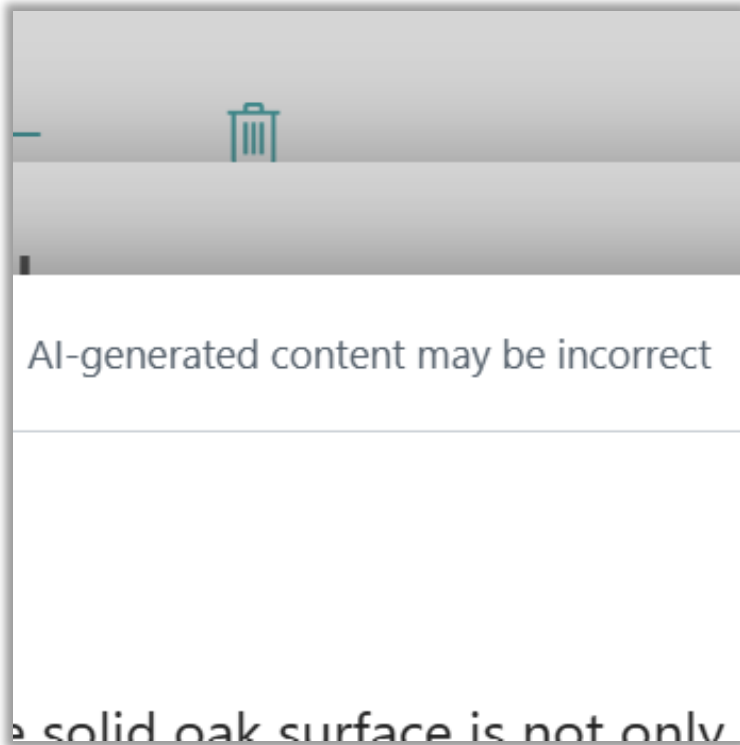 AI-generated content may be incorrect
solid oak surface is not only